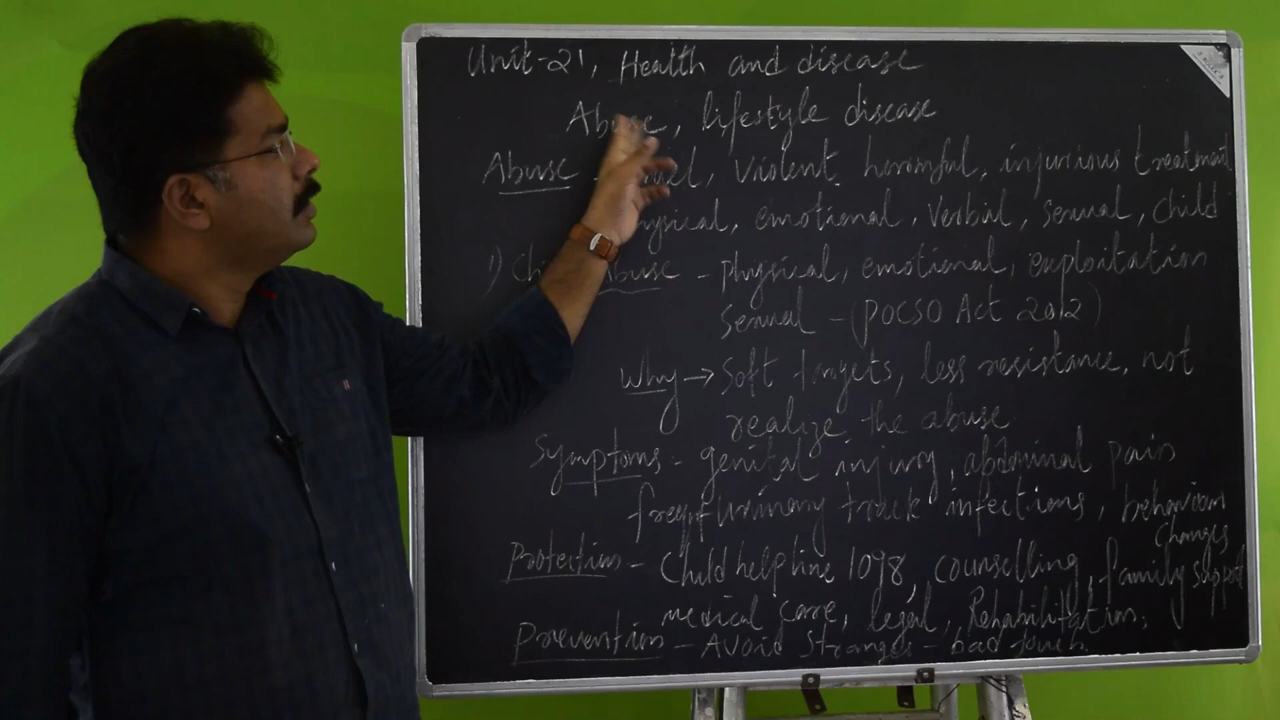 Unit-21, Health and disease
Abuse, lifestyle disease
Abuse - violent, harmful, injurious treatment
physical, emotional, verbal, sexual, child
1) Child Abuse - physical, emotional, exploitation
Sexual - (POCSO Act 2012)
Why → Soft targets, less resistance, not
realize the abuse
Symptoms - genital injury, abdominal pain
freq urinary track infections, behaviour
changes
Protection - Child helpline 1098, counselling, family support
medical care, legal, Rehabilitation,
Prevention - Avoid - bad touch